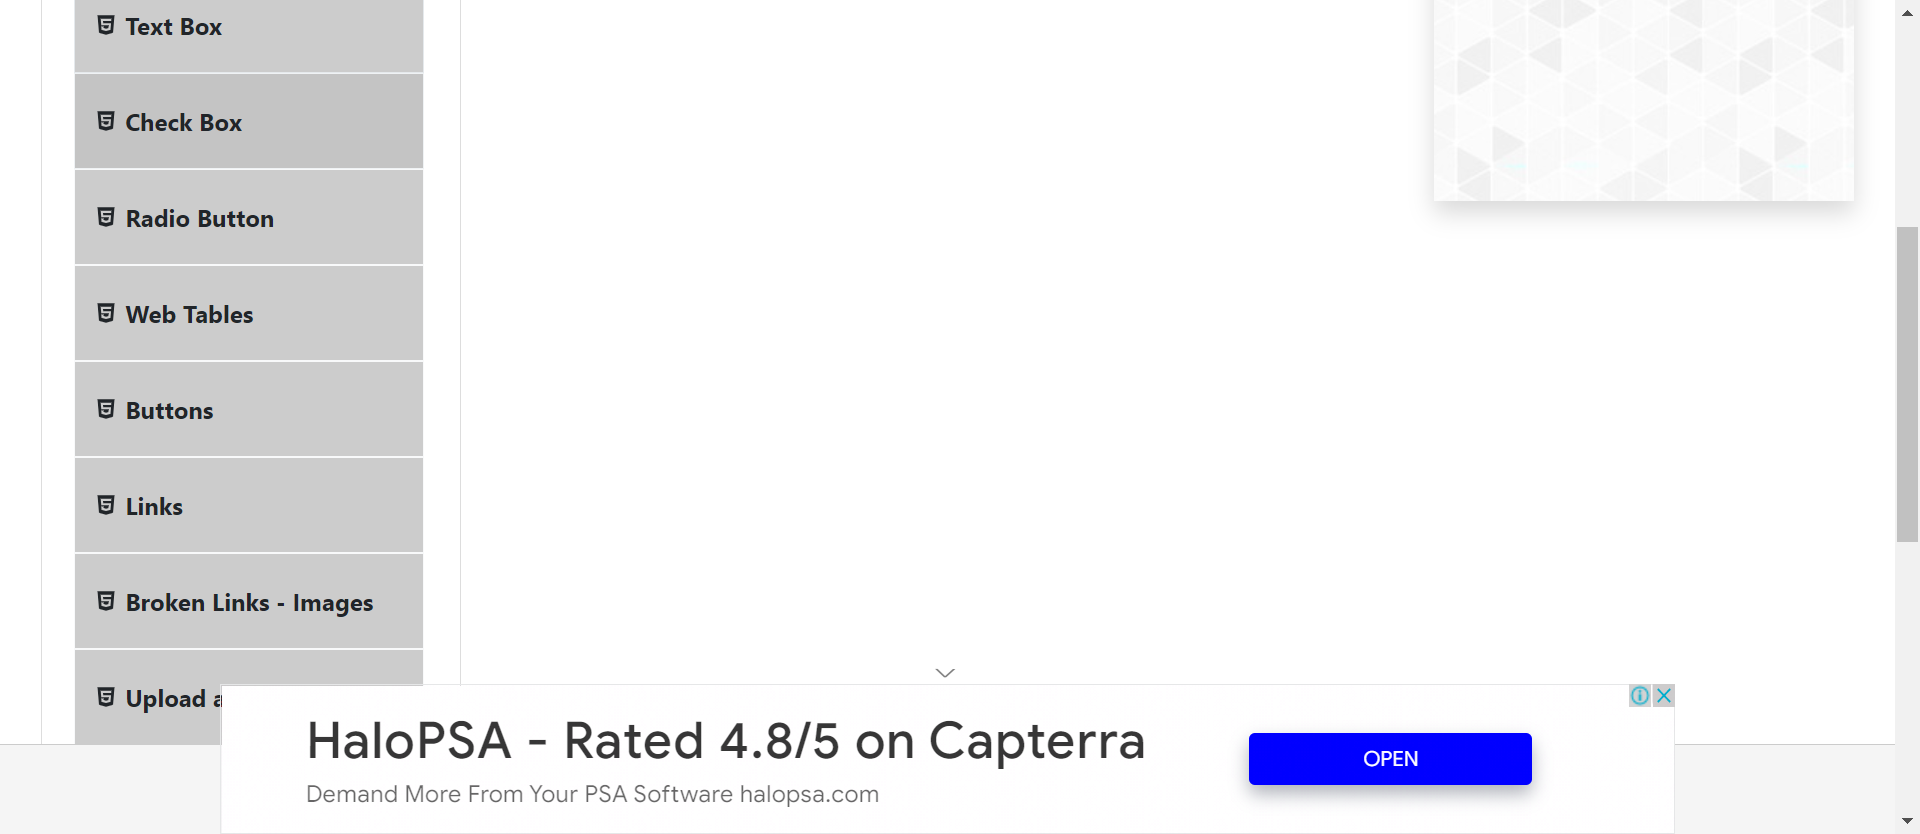 Text Box
Check Box
Radio Button
Web Tables
Buttons
Links
Broken Links - Images
Upload
HaloPSA - Rated 4.8/5 on Capterra
Demand More From Your PSA Software halopsa.com
OPEN